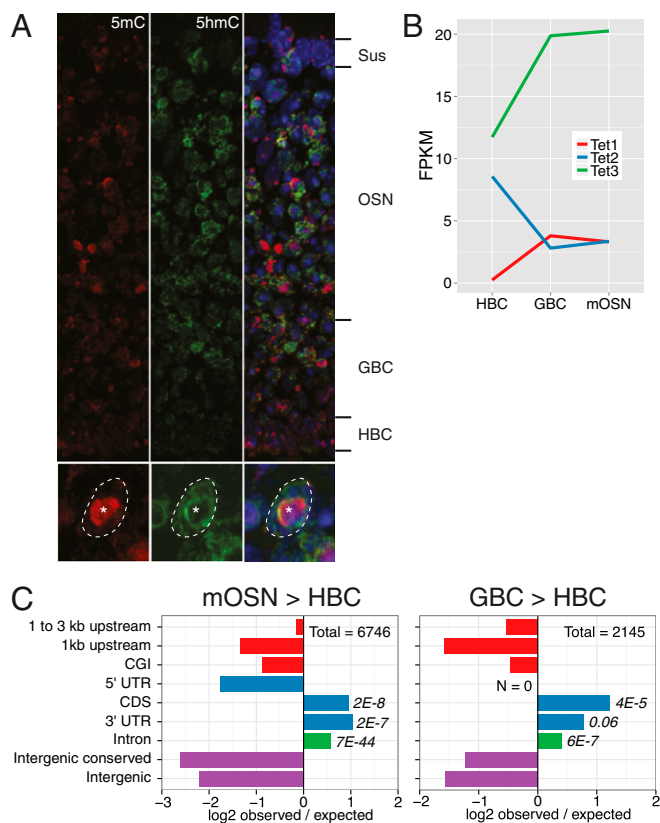 A
5mC
5hmC
Sus
OSN
GBC
HBC
*
*
*
B
FPKM
20
15
10
5
0
Tet1
Tet2
Tet3
HBC
GBC
mOSN
C
mOSN > HBC
GBC > HBC
1 to 3 kb upstream
1kb upstream
CGI
5' UTR
CDS
3' UTR
Intron
Intergenic conserved
Intergenic
Total = 6746
2E-8
2E-7
7E-44
Total = 2145
N = 0
4E-5
0.06
6E-7
−3 −2 −1 0 1 2
−2 −1 0 1 2
log2 observed / expected
log2 observed / expected